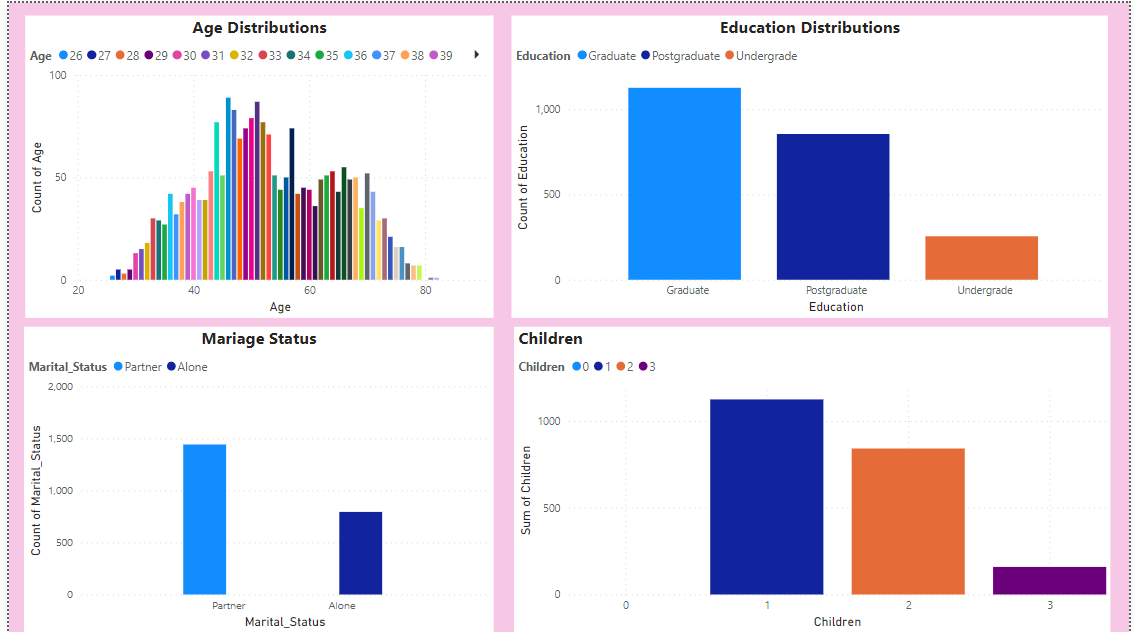 Age Distributions
Age 26 27 28 29 30 31 32 33 34 35 36 37 38 39
100
50
0
Count of Age
20 40 60 80
Age
Education Distributions
Education Graduate Postgraduate Undergrade
1,000
500
0
Count of Education
Graduate Postgraduate Undergrade
Education
Mariage Status
Marital_Status Partner Alone
2,000
1,500
1,000
500
0
Count of Marital_Status
Partner Alone
Marital_Status
Children
Children 0 1 2 3
1000
500
0
Sum of Children
0 1 2 3
Children